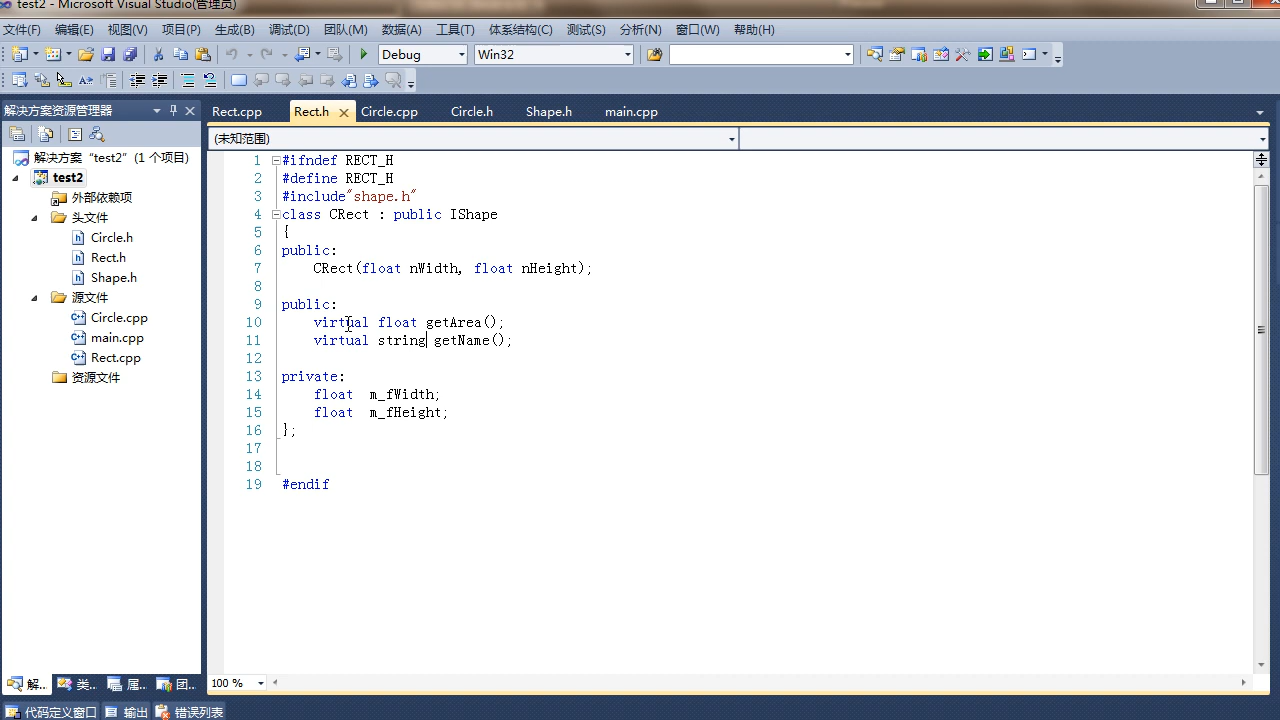 test2 - Microsoft Visual Studio(管理员)
文件(F) 编辑(E) 视图(V) 项目(P) 生成(B) 调试(D) 团队(M) 数据(A) 工具(T) 体系结构(C) 测试(S) 分析(N) 窗口(W) 帮助(H)
Debug Win32
解决方案资源管理器
Rect.cpp Rect.h Circle.cpp Circle.h Shape.h main.cpp
(未知范围)
解决方案 “test2” (1 个项目)
test2
外部依赖项
头文件
Circle.h
Rect.h
Shape.h
源文件
Circle.cpp
main.cpp
Rect.cpp
资源文件
1 #ifndef RECT_H
2 #define RECT_H
3 #include"shape.h"
4 class CRect : public IShape
5 {
6 public:
7 CRect(float nWidth, float nHeight);
8
9 public:
10 virtual float getArea();
11 virtual string getName();
12
13 private:
14 float m_fWidth;
15 float m_fHeight;
16 };
17
18
19 #endif
100 %
解... 类... 属... 团...
代码定义窗口 输出 错误列表